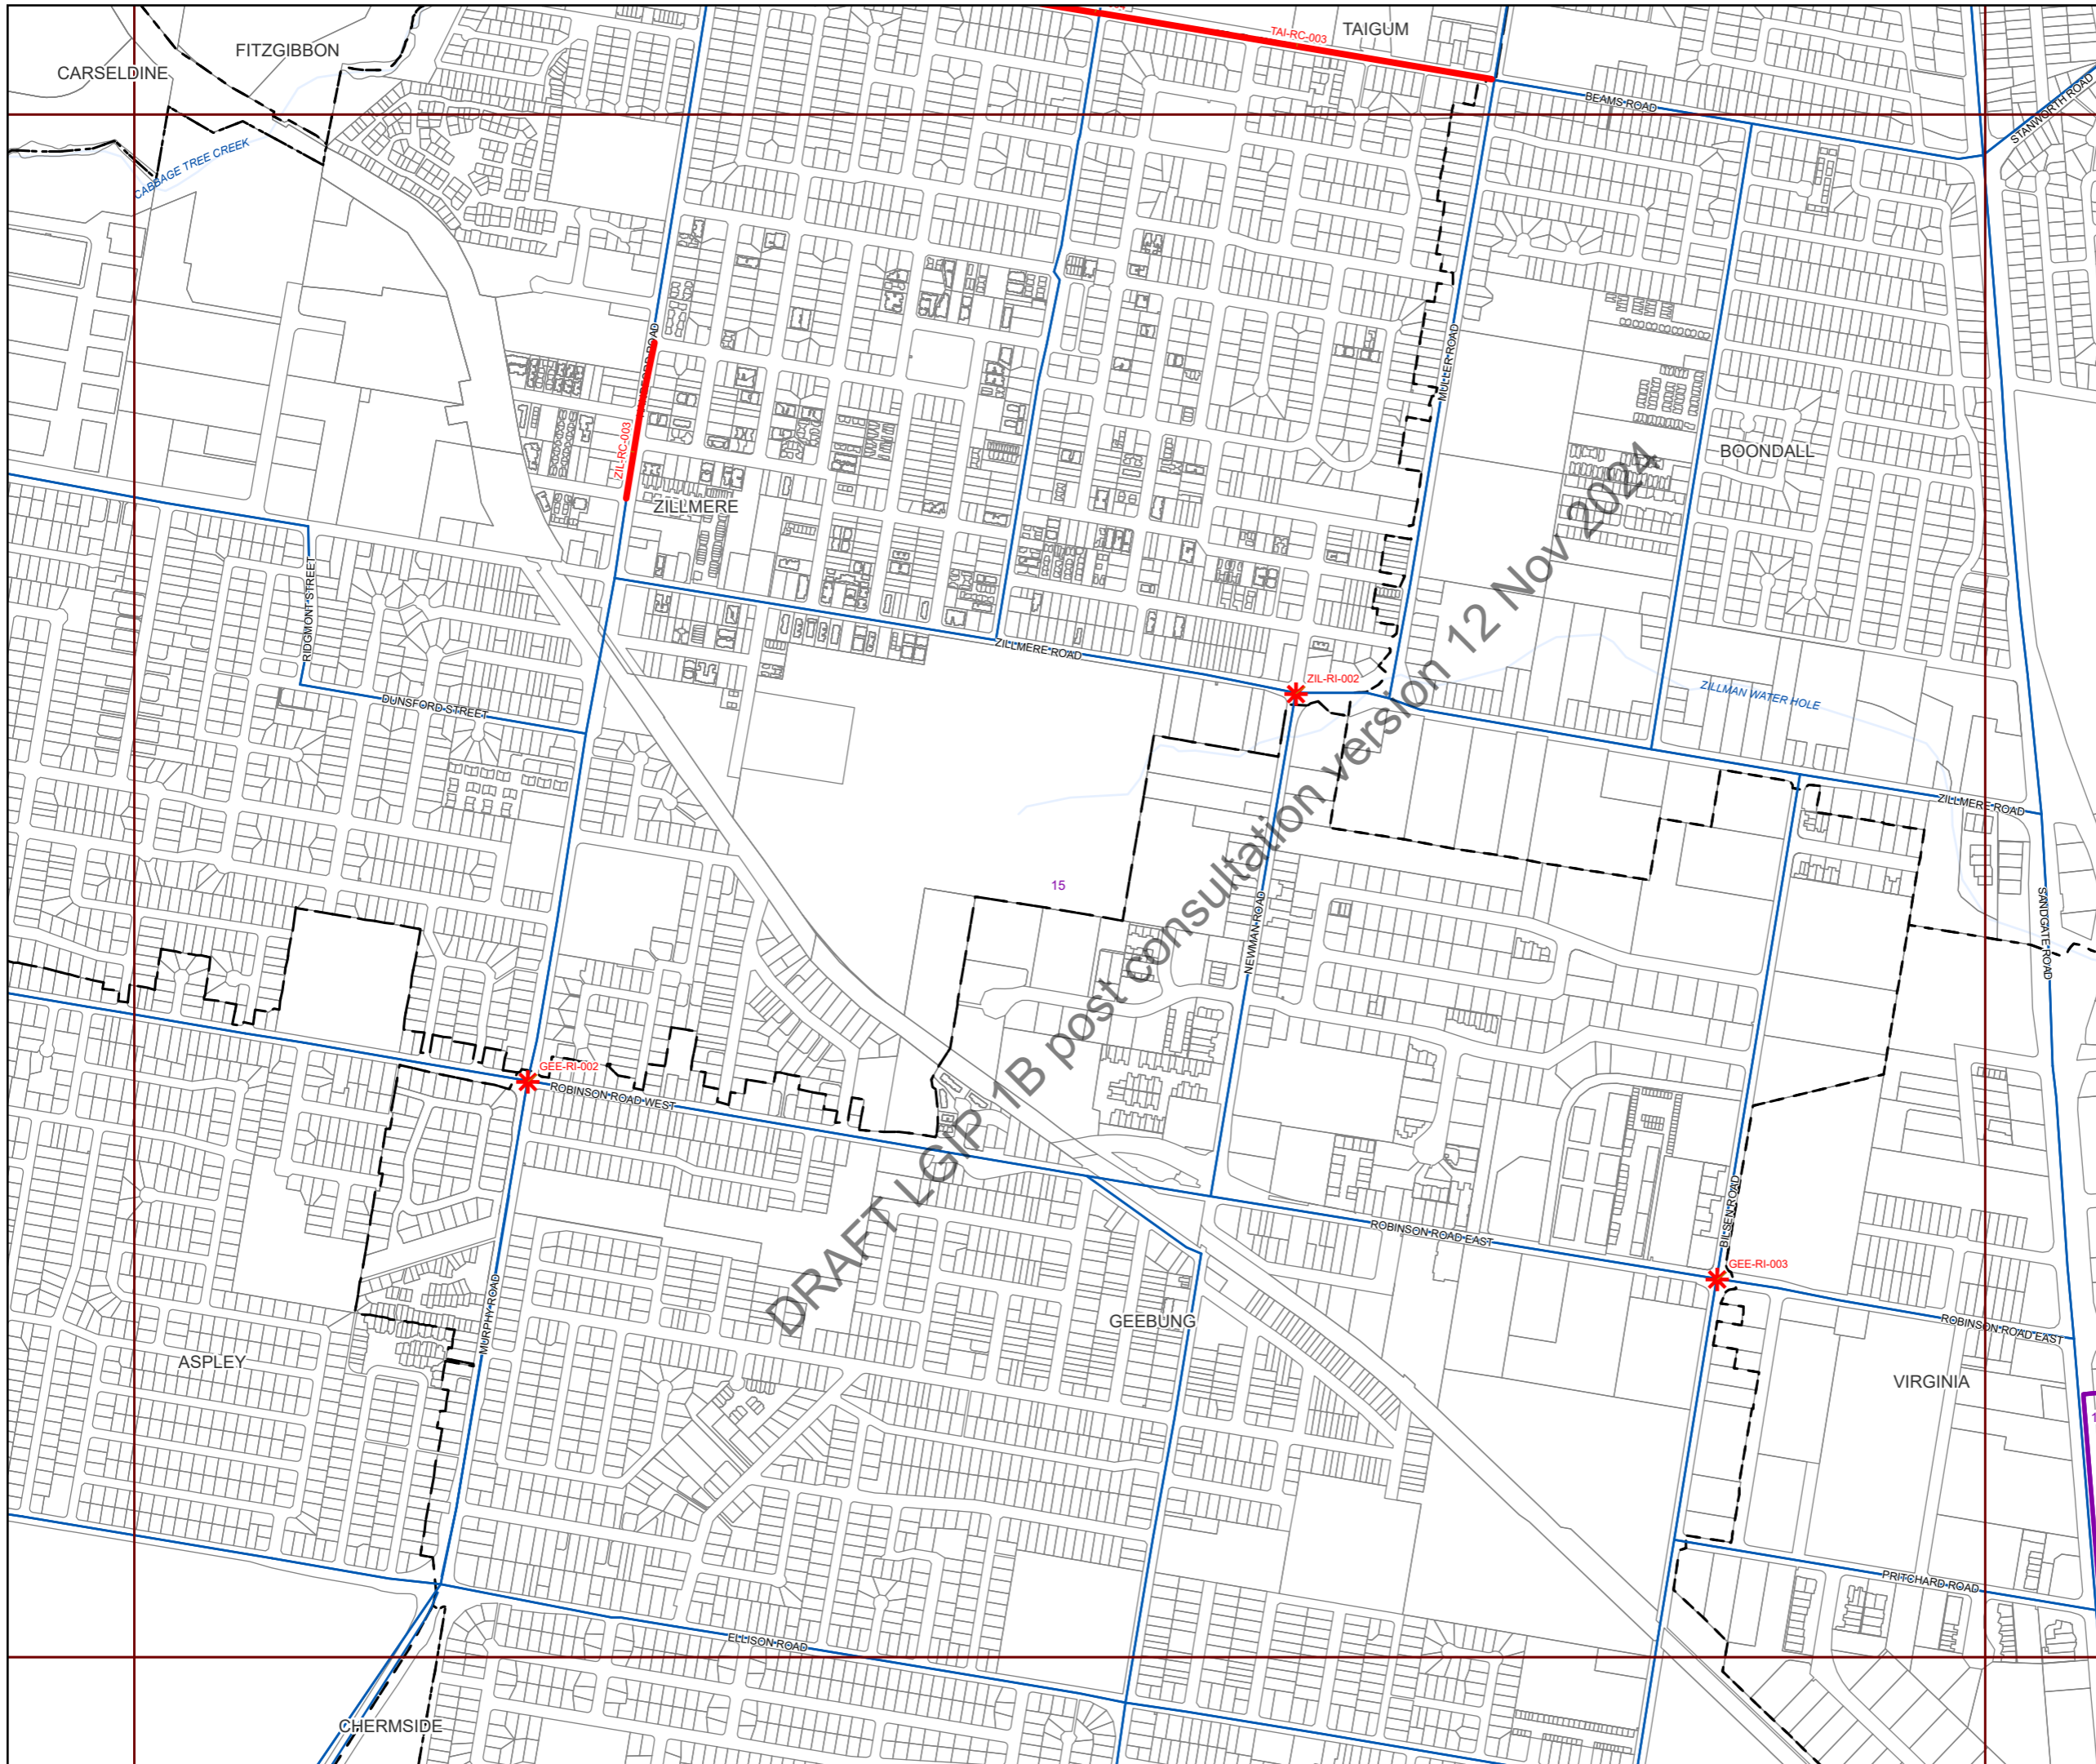 TAIGUM
TAI-RC-003
FITZGIBBON
CARSELDINE
BEAMS ROAD
STANWORTH ROAD
CABBAGE TREE CREEK
MULLER ROAD
ZIL-RC-003
BOONDALL
ZILLMERE
RIDGMONT STREET
ZILLMERE ROAD
ZIL-RI-002
ZILLMAN WATER HOLE
DUNSFORD STREET
ZILLMERE ROAD
15
NEWMAN ROAD
SANDGATE ROAD
DRAFT LGIP 1B post consultation version 12 Nov 2024
GEE-RI-002
ROBINSON ROAD WEST
BILSEN ROAD
ROBINSON ROAD EAST
GEE-RI-003
MURPHY ROAD
GEEBUNG
ROBINSON ROAD EAST
ASPLEY
VIRGINIA
PRITCHARD ROAD
ELLISON ROAD
CHERMSIDE